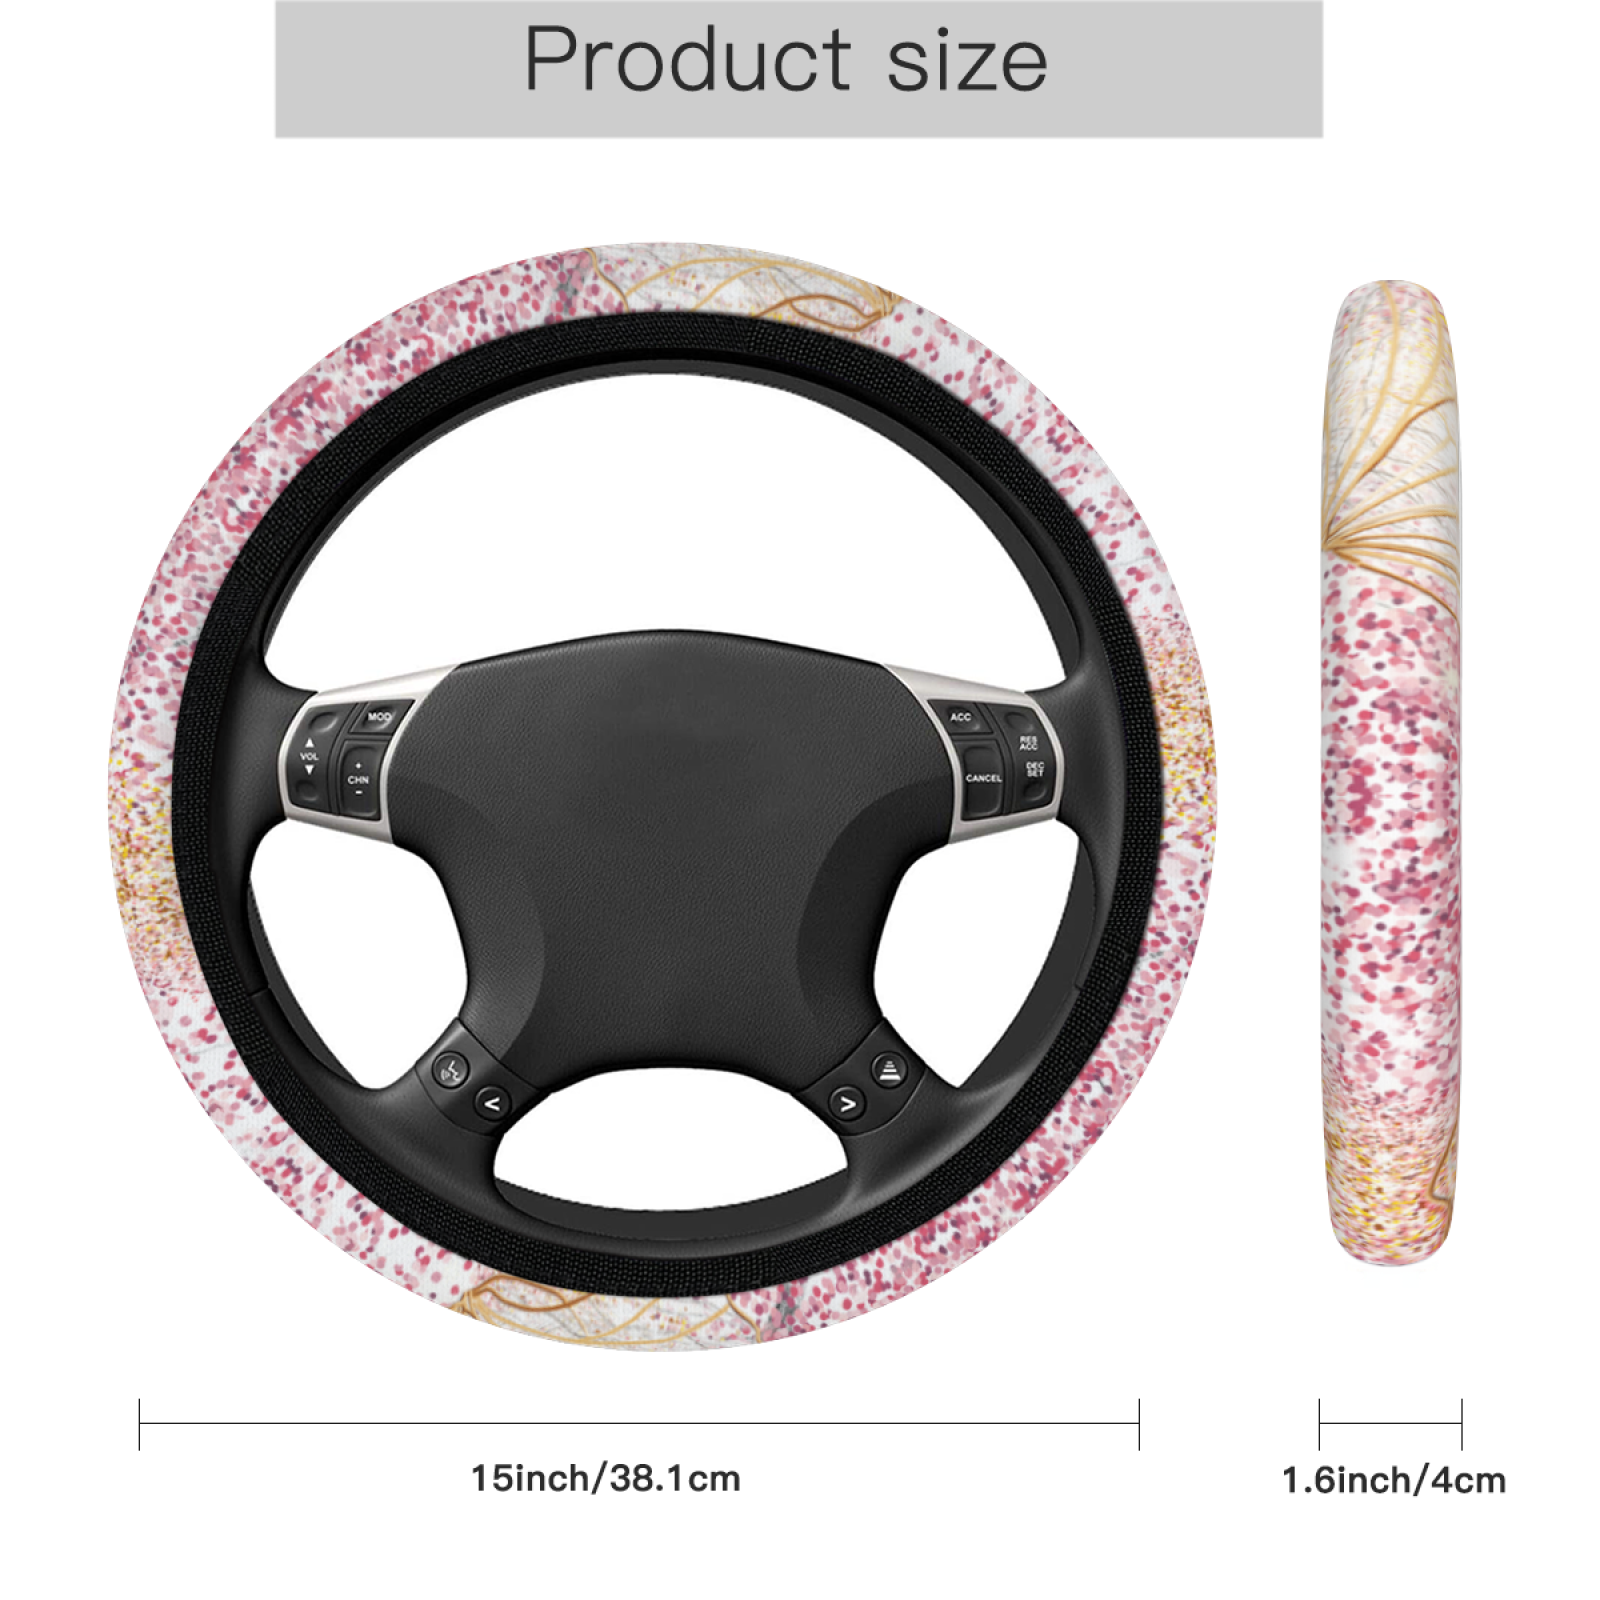 Product size
MOD
VOL
+
CHN
-
ACC
RES
ACC
CANCEL
DEC
SET
<
>
15inch/38.1cm
1.6inch/4cm